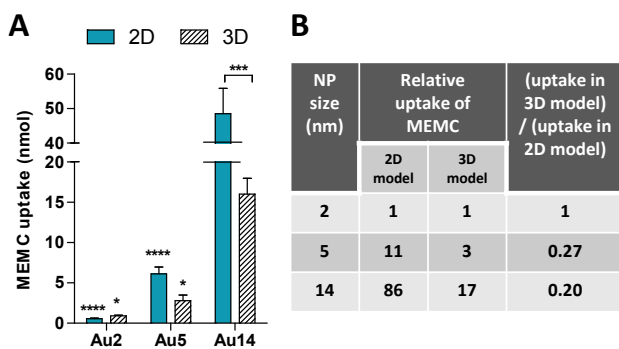 A
2D 3D
MEMC uptake (nmol)
60
50
40
20
15
10
5
0
****
*
****
*
***
Au2 Au5 Au14
B
NP size (nm)
Relative uptake of MEMC
(uptake in 3D model) / (uptake in 2D model)
2D model
3D model
2 1 1 1
5 11 3 0.27
14 86 17 0.20